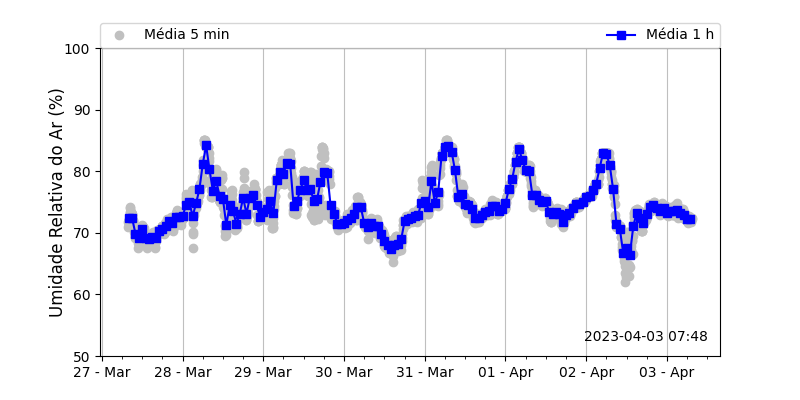 Média 5 min
Média 1 h
Umidade Relativa do Ar (%)
100
90
80
70
60
50
2023-04-03 07:48
27 - Mar
28 - Mar
29 - Mar
30 - Mar
31 - Mar
01 - Apr
02 - Apr
03 - Apr